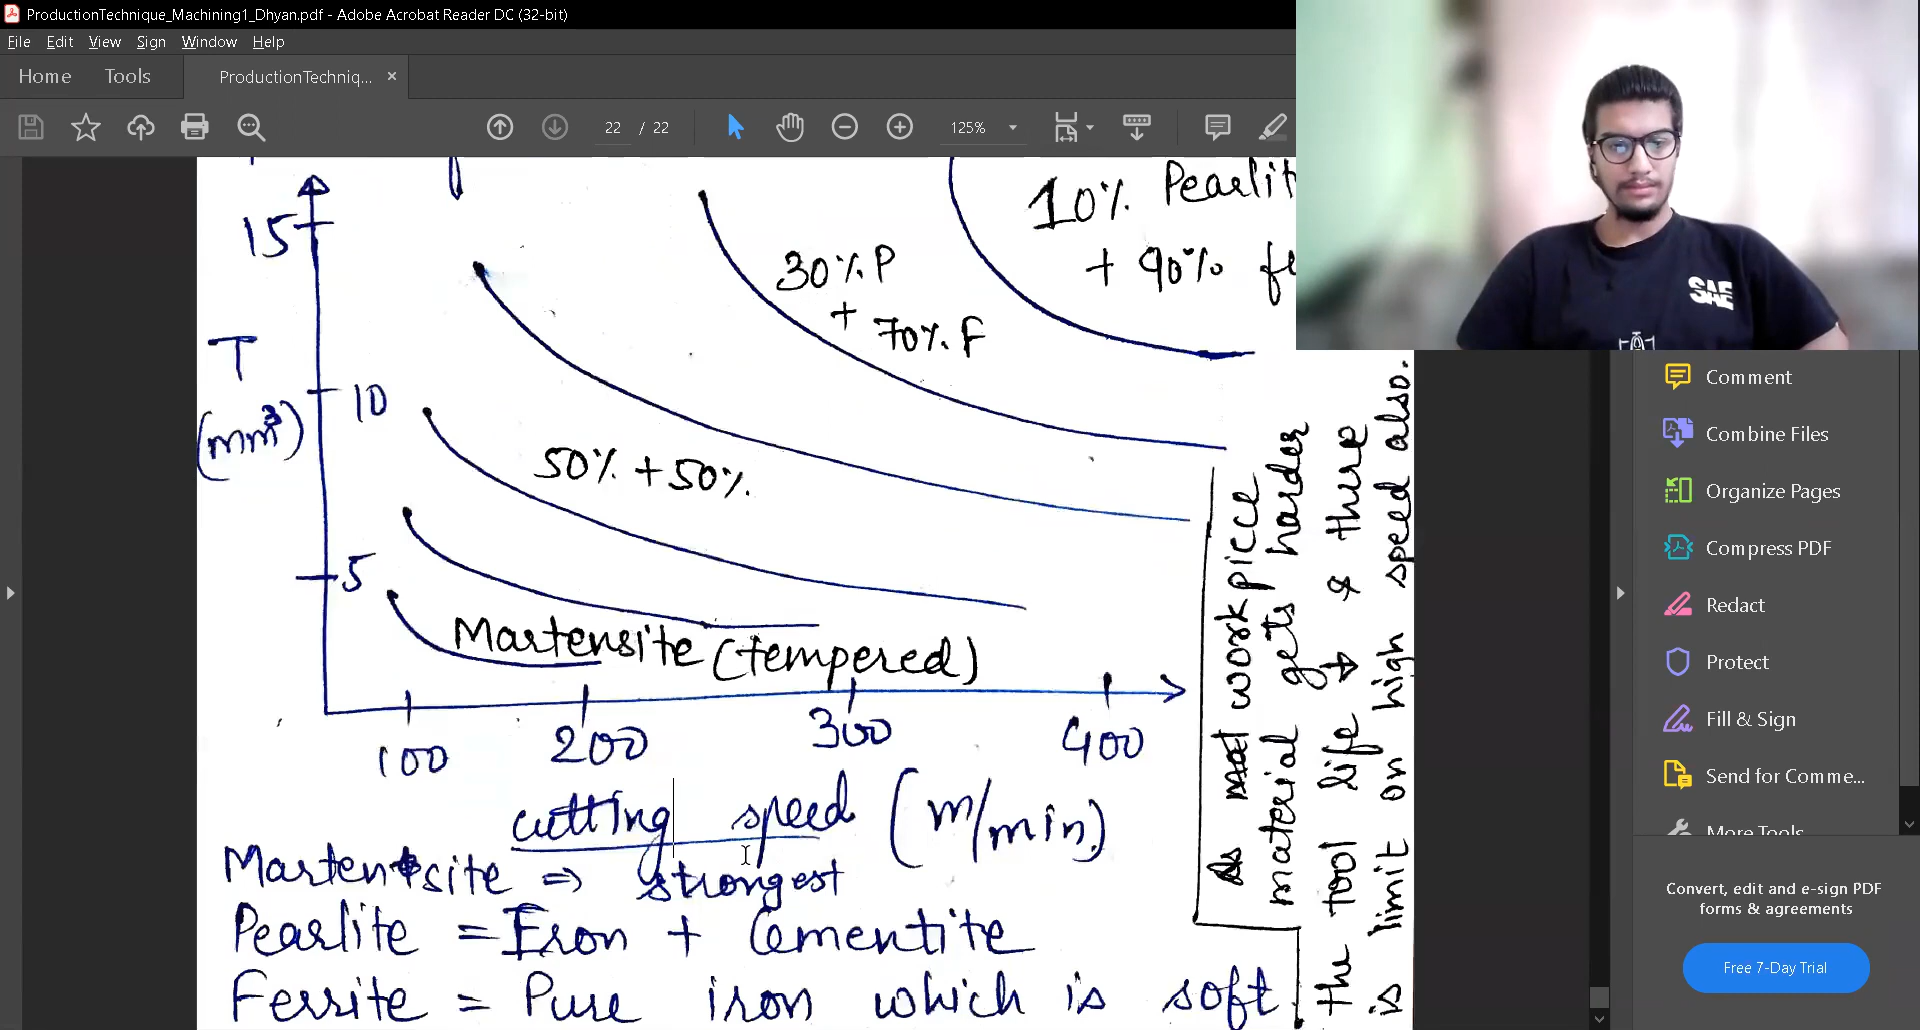 ProductionTechnique_Machining1_Dhyan.pdf - Adobe Acrobat Reader DC (32-bit)
File Edit View Sign Window Help
Home Tools ProductionTechniq... ×
22 / 22 125%
15
T
(mm³)
10
5
10% Pearlit
+ 90% fe
30% P
+ 70% F
50% + 50%
Martensite (tempered)
100 200 300 400
cutting speed (m/min)
Martensite ⇒ strongest
Pearlite = Iron + Cementite
Ferrite = Pure iron which is soft
As workpiece
material gets harder
the tool life ↓ & there
is limit on high speed also.
SAE
Comment
Combine Files
Organize Pages
Compress PDF
Redact
Protect
Fill & Sign
Send for Comme...
More Tools
Convert, edit and e-sign PDF
forms & agreements
Free 7-Day Trial